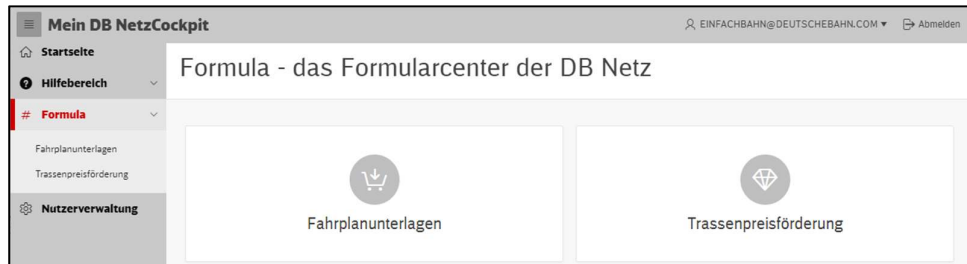 Mein DB NetzCockpit
EINFACHBAHN@DEUTSCHEBAHN.COM ▼ Abmelden
Startseite
Hilfebereich
# Formula
Fahrplanunterlagen
Trassenpreisförderung
Nutzerverwaltung
Formula - das Formularcenter der DB Netz
Fahrplanunterlagen
Trassenpreisförderung